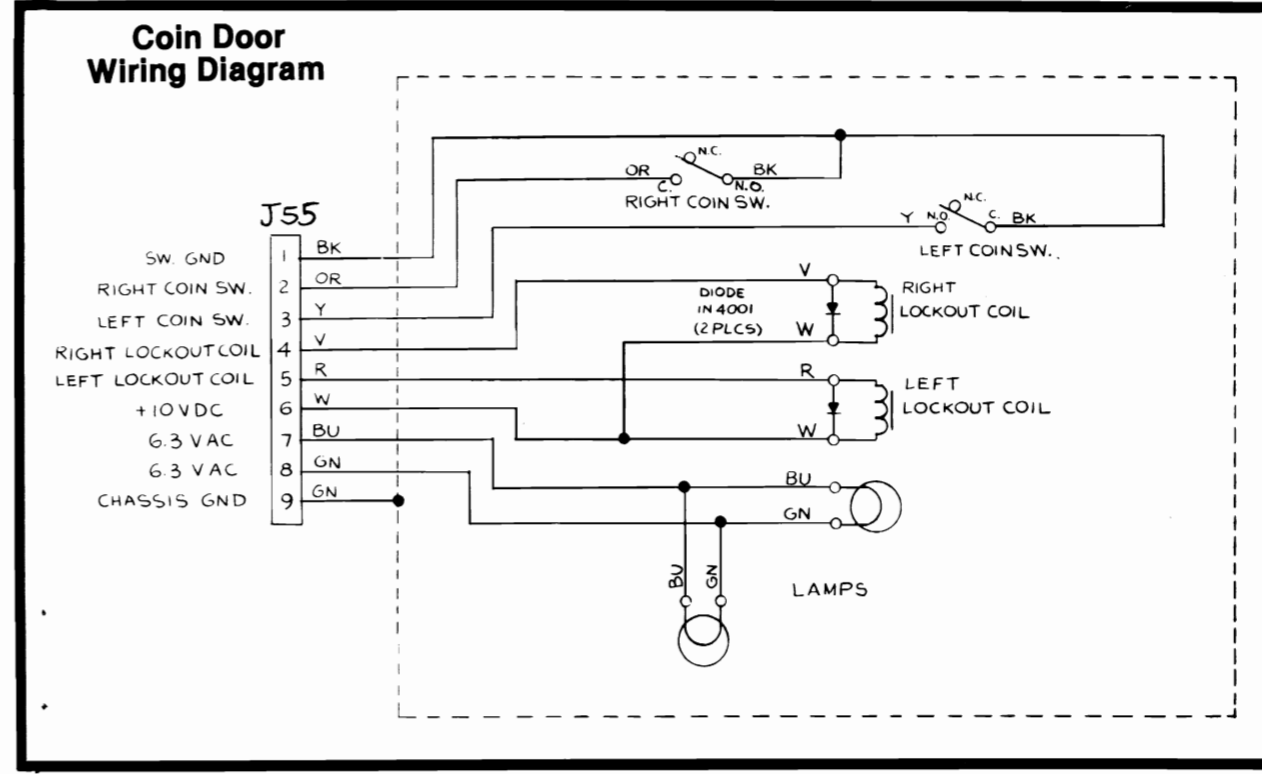 Coin Door
Wiring Diagram
J55
SW. GND 1 BK
RIGHT COIN SW. 2 OR
LEFT COIN SW. 3 Y
RIGHT LOCKOUT COIL 4 V
LEFT LOCKOUT COIL 5 R
+10VDC 6 W
6.3 VAC 7 BU
6.3 VAC 8 GN
CHASSIS GND 9 GN
N.C.
OR C. N.O. BK
RIGHT COIN SW.
N.C.
Y N.O. C. BK
LEFT COIN SW.
V
DIODE
IN 4001
(2 PLCS)
W
RIGHT
LOCKOUT COIL
R
W
LEFT
LOCKOUT COIL
BU
GN
BU GN
LAMPS